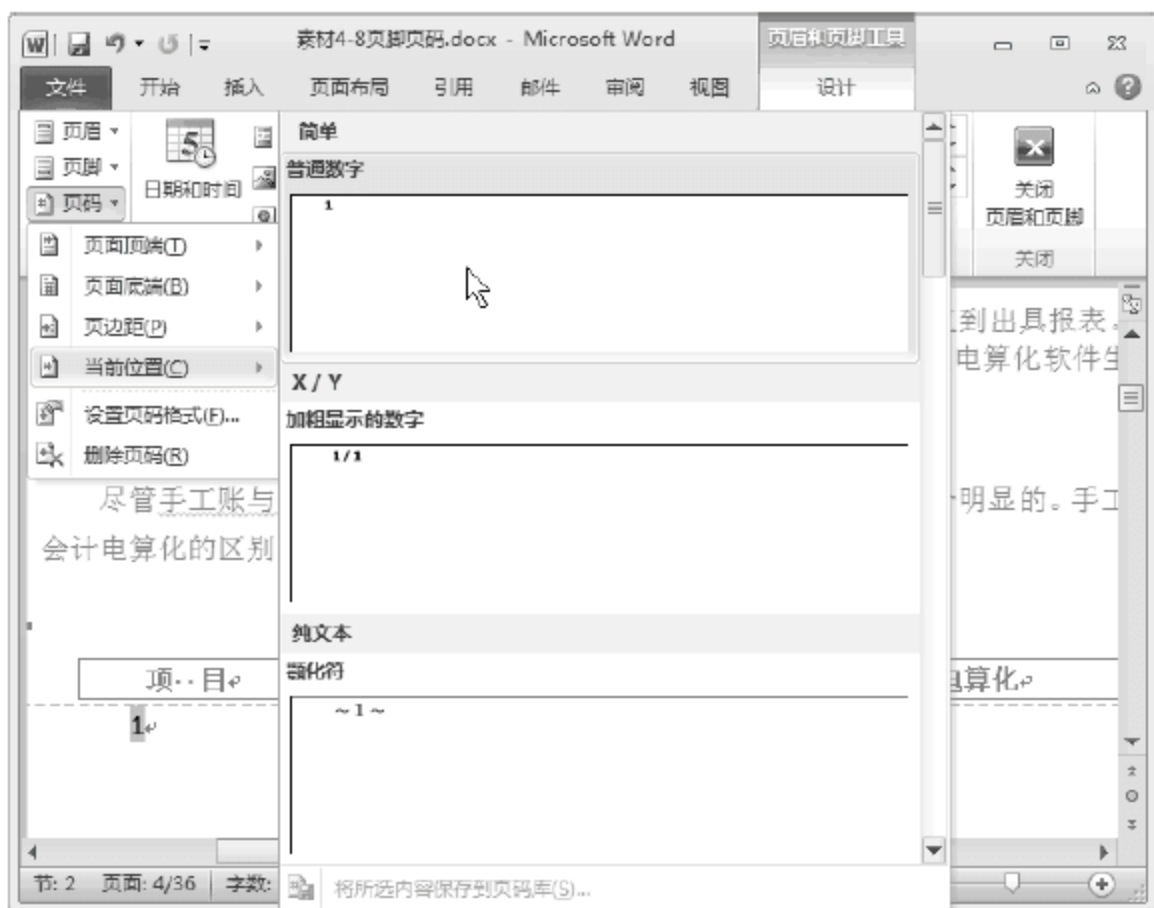 素材4-8页脚页码.docx - Microsoft Word
页眉和页脚工具
文件 开始 插入 页面布局 引用 邮件 审阅 视图 设计
页眉
页脚
页码
日期和时间
关闭
页眉和页脚
关闭
页面顶端(T)
页面底端(B)
页边距(P)
当前位置(C)
设置页码格式(F)...
删除页码(R)
简单
普通数字
1
X / Y
加粗显示的数字
1/1
纯文本
颚化符
~1~
将所选内容保存到页码库(S)...
到出具报表。
电算化软件生
尽管手工账与
明显的。手工
会计电算化的区别
项··目
算化
1
节: 2 页面: 4/36 字数: